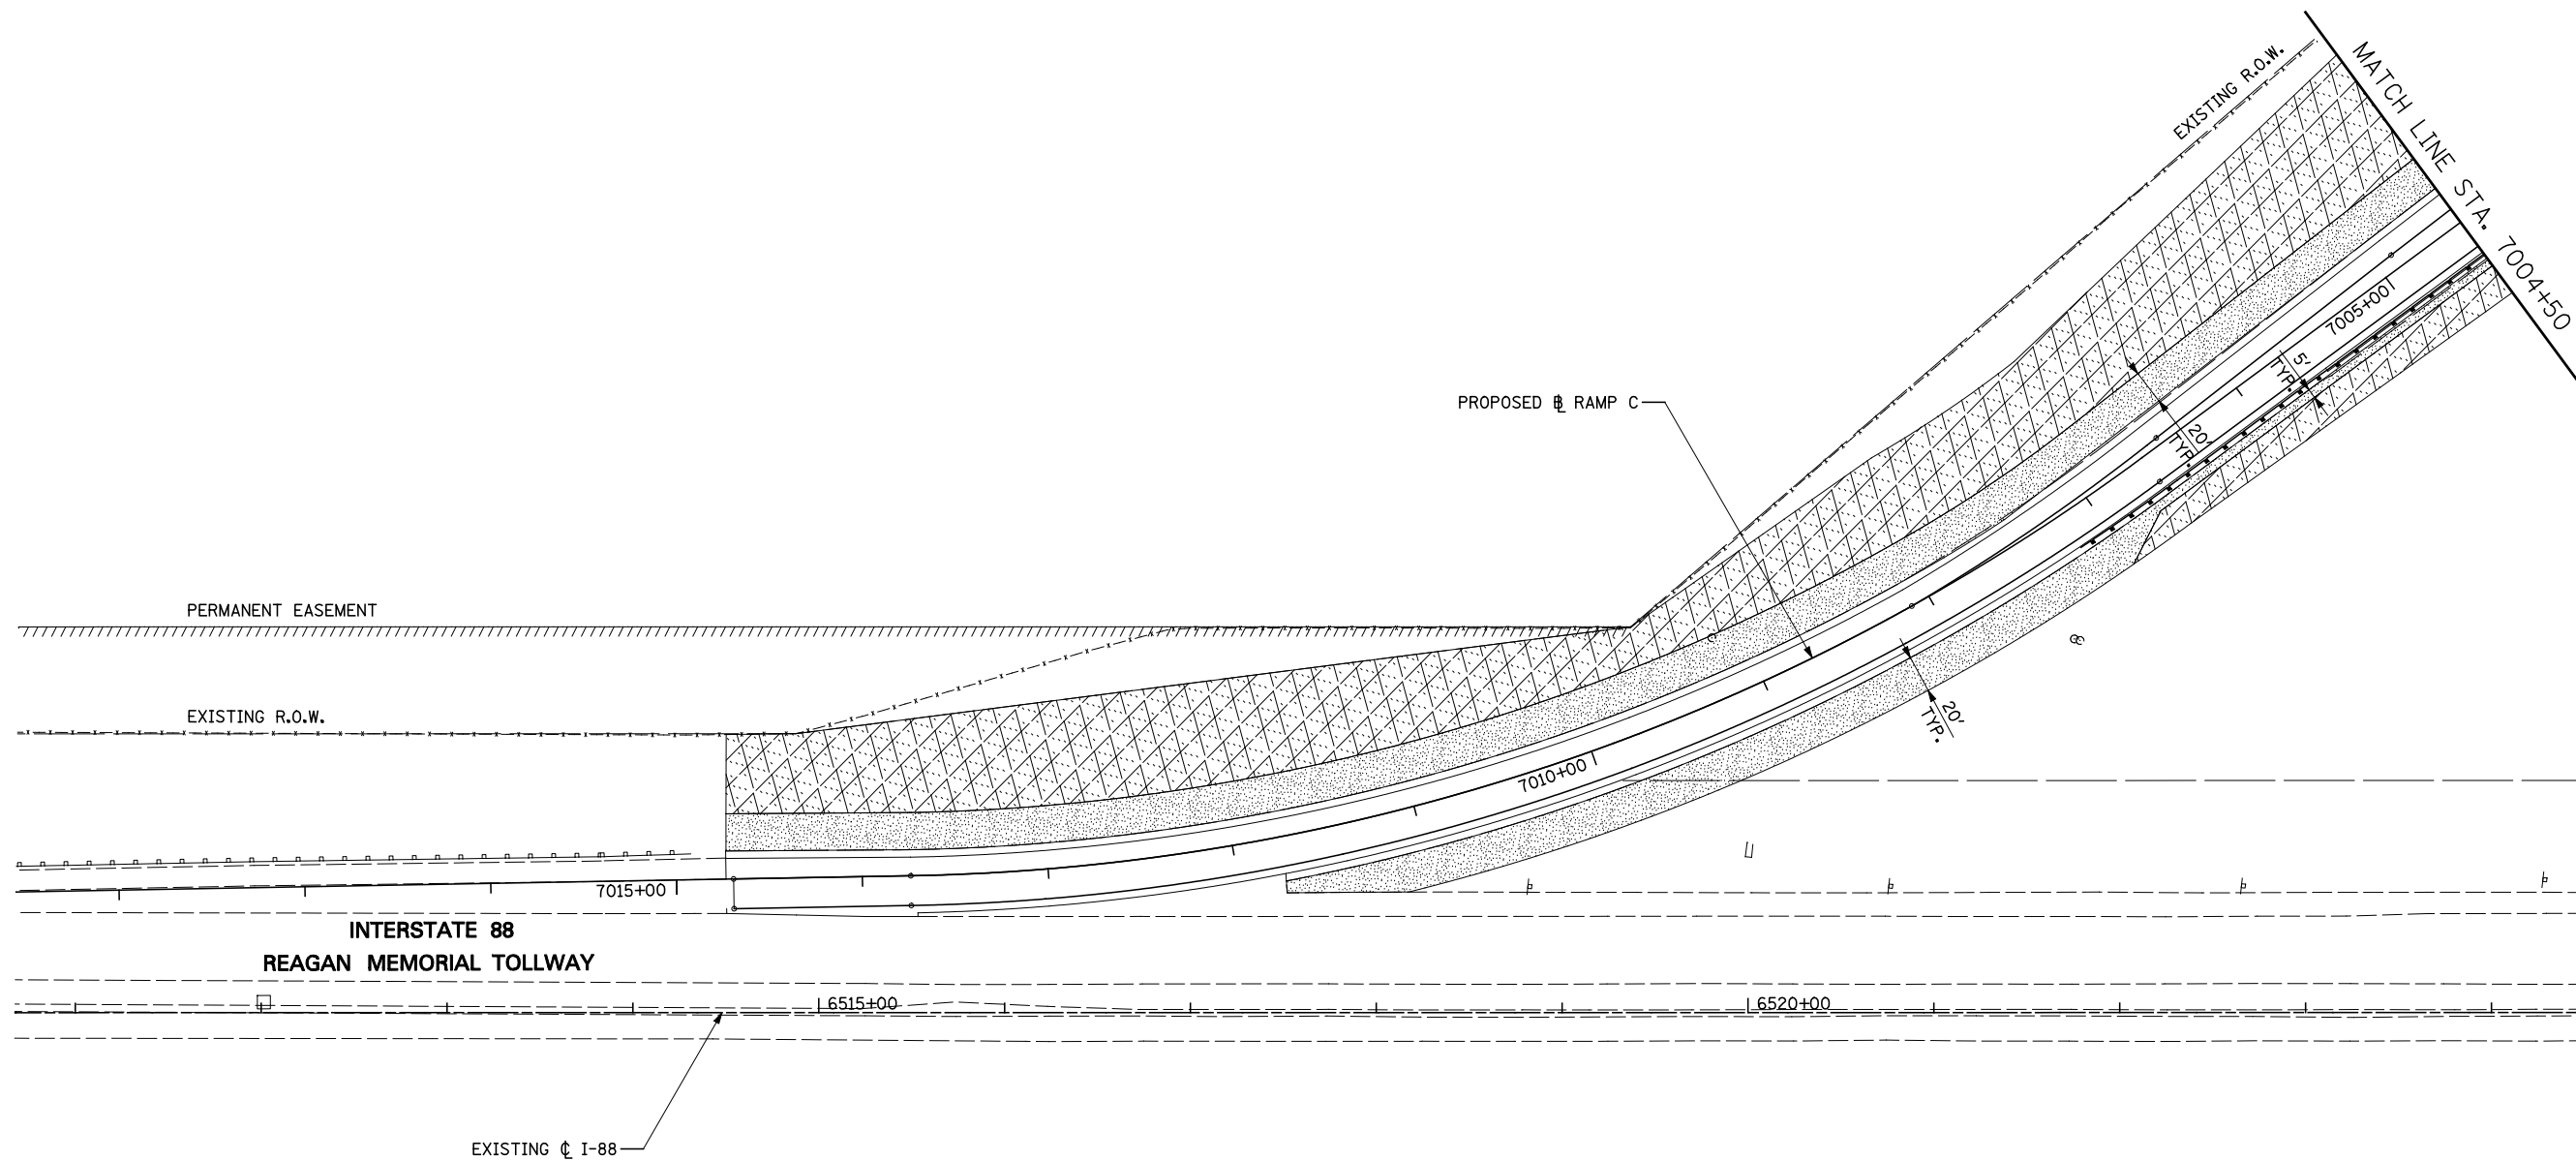 EXISTING R.O.W.
MATCH LINE STA. 7004+50
7005+00
5'
TYP.
PROPOSED ℄ RAMP C
20'
TYP.
PERMANENT EASEMENT
20'
TYP.
EXISTING R.O.W.
7010+00
7015+00
INTERSTATE 88
REAGAN MEMORIAL TOLLWAY
6515+00
6520+00
EXISTING ℄ I-88